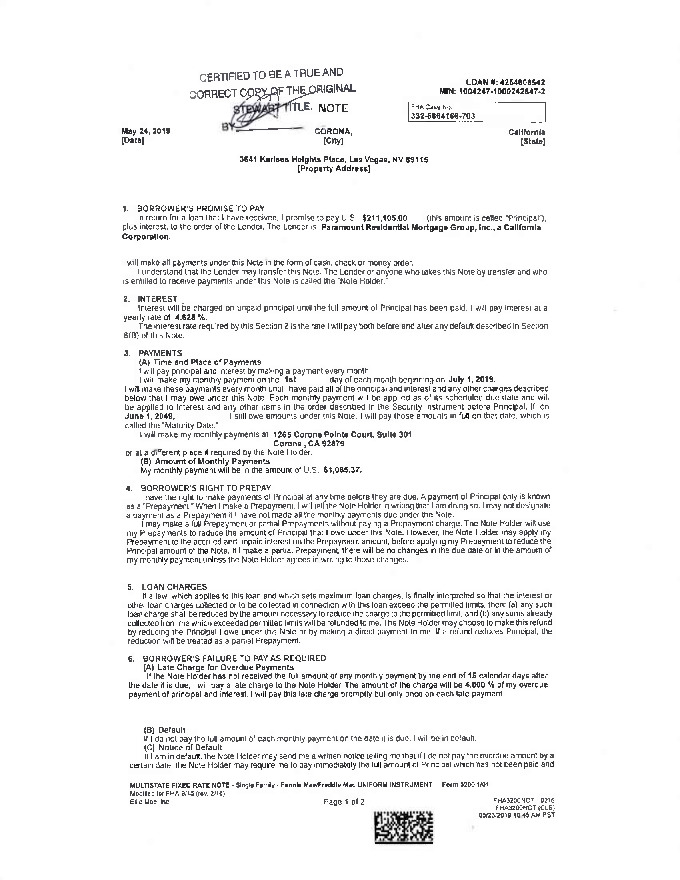 CERTIFIED TO BE A TRUE AND
CORRECT COPY OF THE ORIGINAL
STEWART TITLE.
BY
NOTE
LOAN #:
MIN:
FHA Case No.
May 24, 2019
[Date]
CORONA,
[City]
California
[State]
3641 Karisea Heights Place, Las Vegas, NV 89115
[Property Address]
1. BORROWER'S PROMISE TO PAY
In return for a loan that I have received, I promise to pay U.S. $211,105.00 (this amount is called "Principal"),
plus interest, to the order of the Lender. The Lender is Paramount Residential Mortgage Group, Inc., a California
Corporation.
I will make all payments under this Note in the form of cash, check or money order.
I understand that the Lender may transfer this Note. The Lender or anyone who takes this Note by transfer and who
is entitled to receive payments under this Note is called the "Note Holder."
2. INTEREST
Interest will be charged on unpaid principal until the full amount of Principal has been paid. I will pay interest at a
yearly rate of %.
The interest rate required by this Section 2 is the rate I will pay both before and after any default described in Section
6(B) of this Note.
3. PAYMENTS
(A) Time and Place of Payments
I will pay principal and interest by making a payment every month.
I will make my monthly payment on the 1st day of each month beginning on July 1, 2019.
I will make these payments every month until I have paid all of the principal and interest and any other charges described
below that I may owe under this Note. Each monthly payment will be applied as of its scheduled due date and will
be applied to interest and any other items in the order described in the Security Instrument before Principal. If, on
June 1, 2049, I still owe amounts under this Note, I will pay those amounts in full on that date, which is
called the "Maturity Date."
I will make my monthly payments at 1265 Corona Pointe Court, Suite 301
Corona , CA 92879
or at a different place if required by the Note Holder.
(B) Amount of Monthly Payments
My monthly payment will be in the amount of U.S. $1,085.37.
4. BORROWER'S RIGHT TO PREPAY
I have the right to make payments of Principal at any time before they are due. A payment of Principal only is known
as a "Prepayment." When I make a Prepayment, I will tell the Note Holder in writing that I am doing so. I may not designate
a payment as a Prepayment if I have not made all the monthly payments due under the Note.
I may make a full Prepayment or partial Prepayments without paying a Prepayment charge. The Note Holder will use
my Prepayments to reduce the amount of Principal that I owe under this Note. However, the Note Holder may apply my
Prepayment to the accrued and unpaid interest on the Prepayment amount, before applying my Prepayment to reduce the
Principal amount of the Note. If I make a partial Prepayment, there will be no changes in the due date or in the amount of
my monthly payment unless the Note Holder agrees in writing to those changes.
5. LOAN CHARGES
If a law, which applies to this loan and which sets maximum loan charges, is finally interpreted so that the interest or
other loan charges collected or to be collected in connection with this loan exceed the permitted limits, then: (a) any such
loan charge shall be reduced by the amount necessary to reduce the charge to the permitted limit; and (b) any sums already
collected from me which exceeded permitted limits will be refunded to me. The Note Holder may choose to make this refund
by reducing the Principal I owe under this Note or by making a direct payment to me. If a refund reduces Principal, the
reduction will be treated as a partial Prepayment.
6. BORROWER'S FAILURE TO PAY AS REQUIRED
(A) Late Charge for Overdue Payments
If the Note Holder has not received the full amount of any monthly payment by the end of 15 calendar days after
the date it is due, I will pay a late charge to the Note Holder. The amount of the charge will be 4.000 % of my overdue
payment of principal and interest. I will pay this late charge promptly but only once on each late payment.
(B) Default
If I do not pay the full amount of each monthly payment on the date it is due, I will be in default.
(C) Notice of Default
If I am in default, the Note Holder may send me a written notice telling me that if I do not pay the overdue amount by a
certain date, the Note Holder may require me to pay immediately the full amount of Principal which has not been paid and
MULTISTATE FIXED RATE NOTE - Single Family - Fannie Mae/Freddie Mac UNIFORM INSTRUMENT Form 3200 1/01
Modified for FHA
Ellie Mae, Inc.
Page 1 of 2
FHA3200NOT
FHA3200NOT (CLS)
05/23/2019 10:45 AM PST